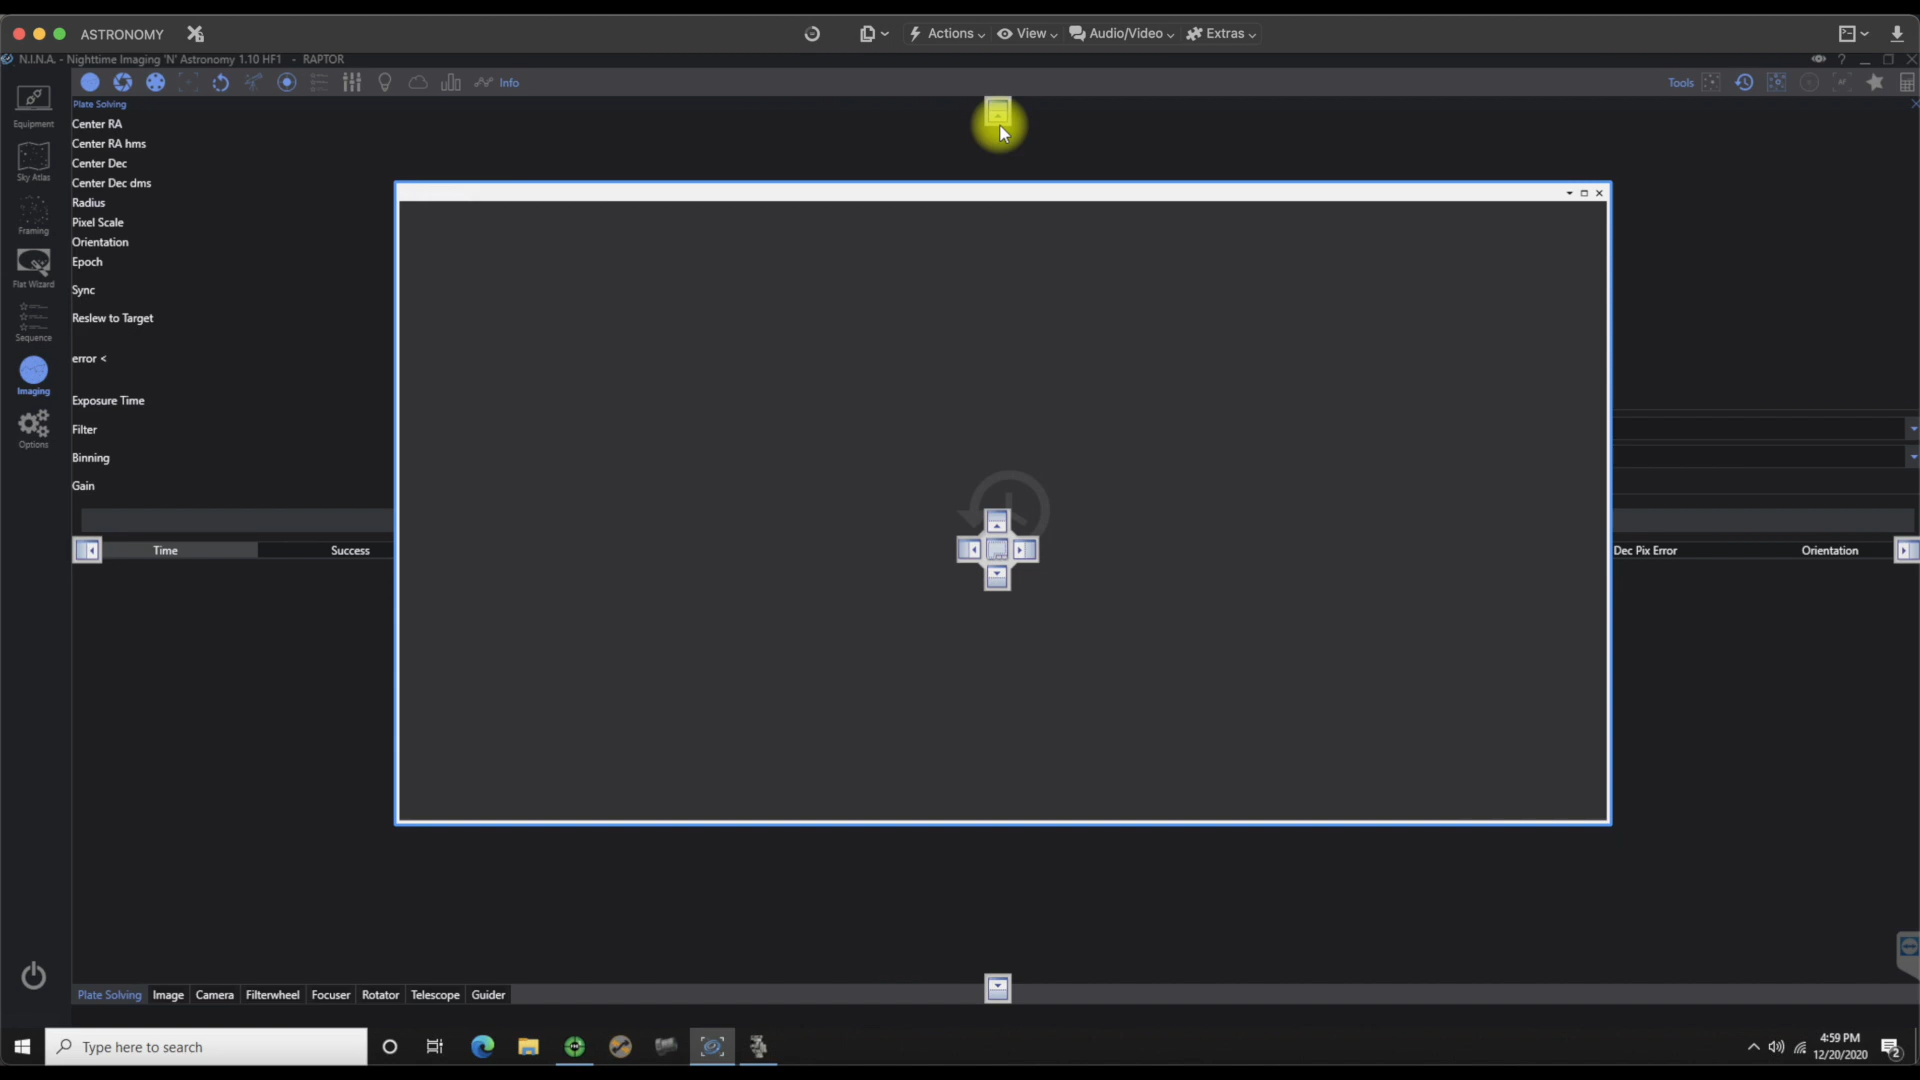 ASTRONOMY
Actions
View
Audio/Video
Extras
N.I.N.A. - Nighttime Imaging 'N' Astronomy 1.10 HF1 - RAPTOR
?
Info
Tools
Equipment
Sky Atlas
Framing
Flat Wizard
Sequence
Imaging
Options
Plate Solving
Center RA
Center RA hms
Center Dec
Center Dec dms
Radius
Pixel Scale
Orientation
Epoch
Sync
Reslew to Target
error <
Exposure Time
Filter
Binning
Gain
Time Success Dec Pix Error Orientation
Plate Solving Image Camera Filterwheel Focuser Rotator Telescope Guider
Type here to search
4:59 PM
12/20/2020
2